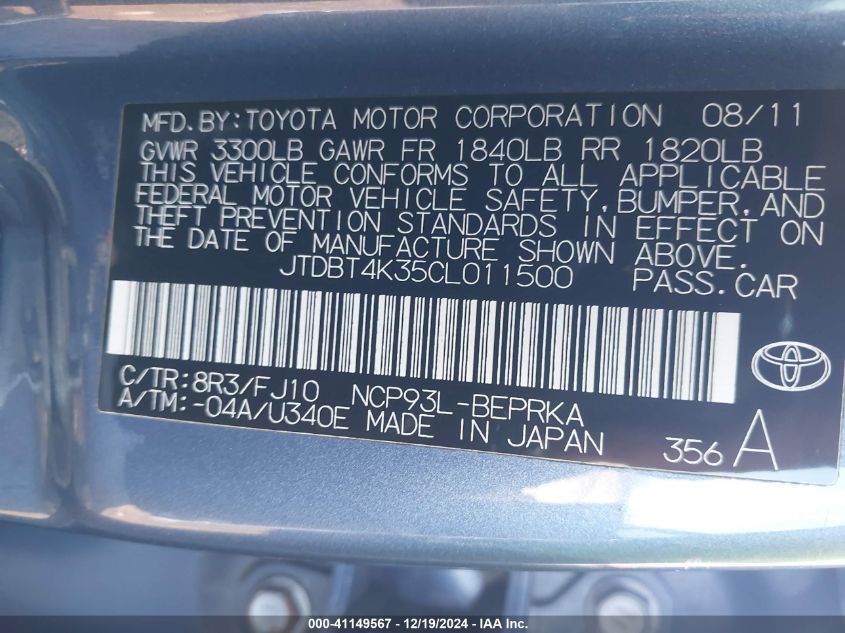 MFD.BY:TOYOTA MOTOR CORPORATION 08/11
GVWR 3300LB GAWR FR 1840LB RR 1820LB
THIS VEHICLE CONFORMS TO ALL APPLICABLE
FEDERAL MOTOR VEHICLE SAFETY,BUMPER,AND
THEFT PREVENTION STANDARDS IN EFFECT ON
THE DATE OF MANUFACTURE SHOWN ABOVE.
JTDBT4K35CL011500 PASS.CAR
C/TR:8R3/FJ10 NCP93L-BEPRKA
A/TM:-04A/U340E MADE IN JAPAN 356 A
000-41149567 - 12/19/2024 - IAA Inc.